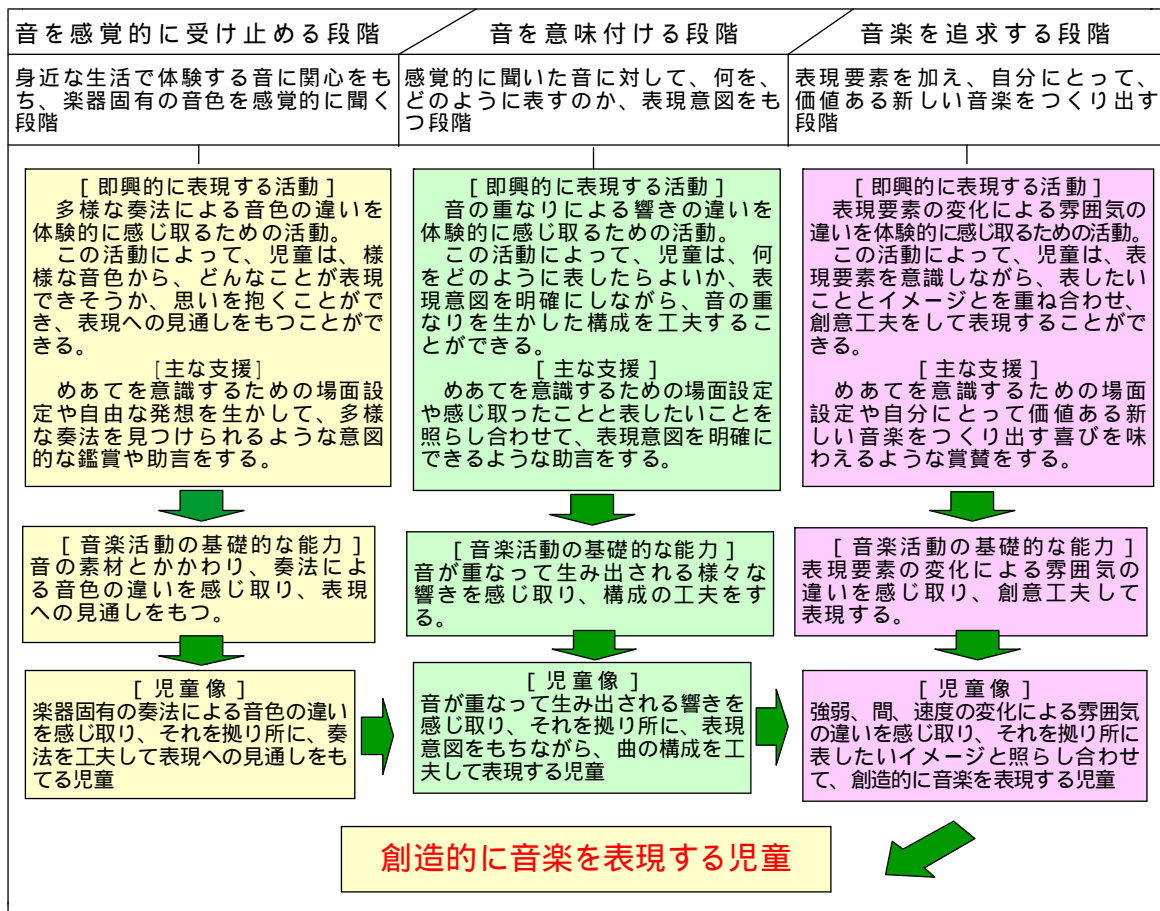 音を感覚的に受け止める段階
身近な生活で体験する音に関心をも
ち、楽器固有の音色を感覚的に聞く
段階
[ 即興的に表現する活動 ]
多様な奏法による音色の違いを
体験的に感じ取るための活動。
この活動によって、児童は、様
様な音色から、どんなことが表現
できそうか、思いを抱くことがで
き、表現への見通しをもつことがで
きる。
[主な支援]
めあてを意識するための場面設
定や自由な発想を生かして、多様
な奏法を見つけられるような意図
的な鑑賞や助言をする。
[ 音楽活動の基礎的な能力 ]
音の素材とかかわり、奏法によ
る音色の違いを感じ取り、表現
への見通しをもつ。
[ 児童像 ]
楽器固有の奏法による音色の違い
を感じ取り、それを拠り所に、奏
法を工夫して表現への見通しをも
てる児童
音を意味付ける段階
感覚的に聞いた音に対して、何を、
どのように表すのか、表現意図をも
つ段階
[ 即興的に表現する活動 ]
音の重なりによる響きの違いを
体験的に感じ取るための活動。
この活動によって、児童は、何
をどのように表したらよいか、表
現意図を明確にしながら、音の重
なりを生かした構成を工夫するこ
とができる。
[ 主な支援 ]
めあてを意識するための場面設定
や感じ取ったことと表したいことを
照らし合わせて、表現意図を明確に
できるような助言をする。
[ 音楽活動の基礎的な能力 ]
音が重なって生み出される様々な
響きを感じ取り、構成の工夫をす
る。
[ 児童像 ]
音が重なって生み出される響きを
感じ取り、それを拠り所に、表現
意図をもちながら、曲の構成を工
夫して表現する児童
音楽を追求する段階
表現要素を加え、自分にとって、
価値ある新しい音楽をつくり出す
段階
[ 即興的に表現する活動 ]
表現要素の変化による雰囲気の
違いを体験的に感じ取るための活動。
この活動によって、児童は、表
現要素を意識しながら、表したい
こととイメージとを重ね合わせ、
創意工夫をして表現することがで
きる。
[ 主な支援 ]
めあてを意識するための場面
設定や自分にとって価値ある新
しい音楽をつくり出す喜びを味
わえるような賞賛をする。
[ 音楽活動の基礎的な能力 ]
表現要素の変化による雰囲気の
違いを感じ取り、創意工夫して
表現する。
[ 児童像 ]
強弱、間、速度の変化による雰囲気
の違いを感じ取り、それを拠り所に
表したいイメージと照らし合わせ
て、創造的に音楽を表現する児童
創造的に音楽を表現する児童